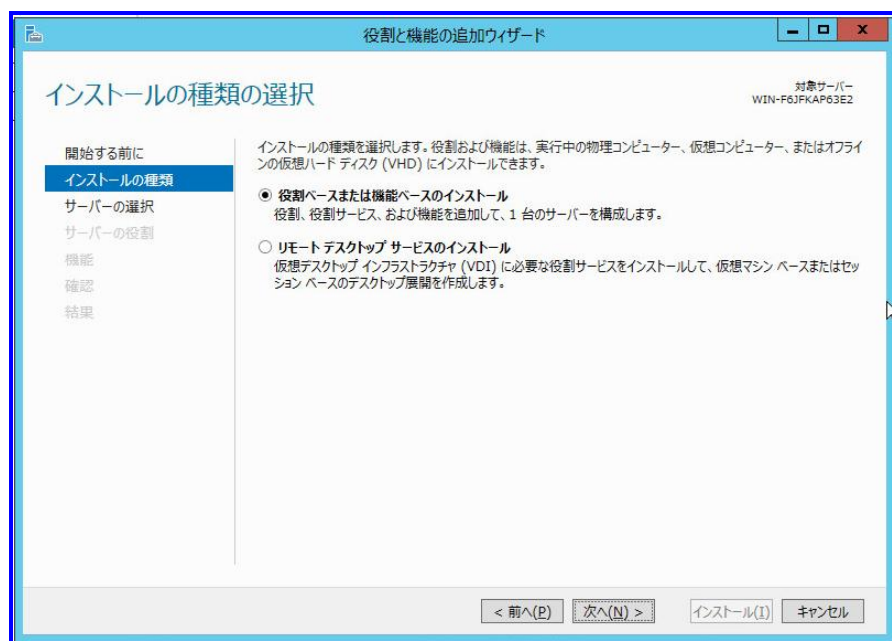 役割と機能の追加ウィザード
インストールの種類の選択
対象サーバー
WIN-F6JFKAP63E2
開始する前に
インストールの種類
サーバーの選択
サーバーの役割
機能
確認
結果
インストールの種類を選択します。役割および機能は、実行中の物理コンピューター、仮想コンピューター、またはオフライ
ンの仮想ハード ディスク (VHD) にインストールできます。
役割ベースまたは機能ベースのインストール
役割、役割サービス、および機能を追加して、1 台のサーバーを構成します。
リモート デスクトップ サービスのインストール
仮想デスクトップ インフラストラクチャ (VDI) に必要な役割サービスをインストールして、仮想マシン ベースまたはセッ
ション ベースのデスクトップ展開を作成します。
< 前へ(P)
次へ(N) >
インストール(I)
キャンセル